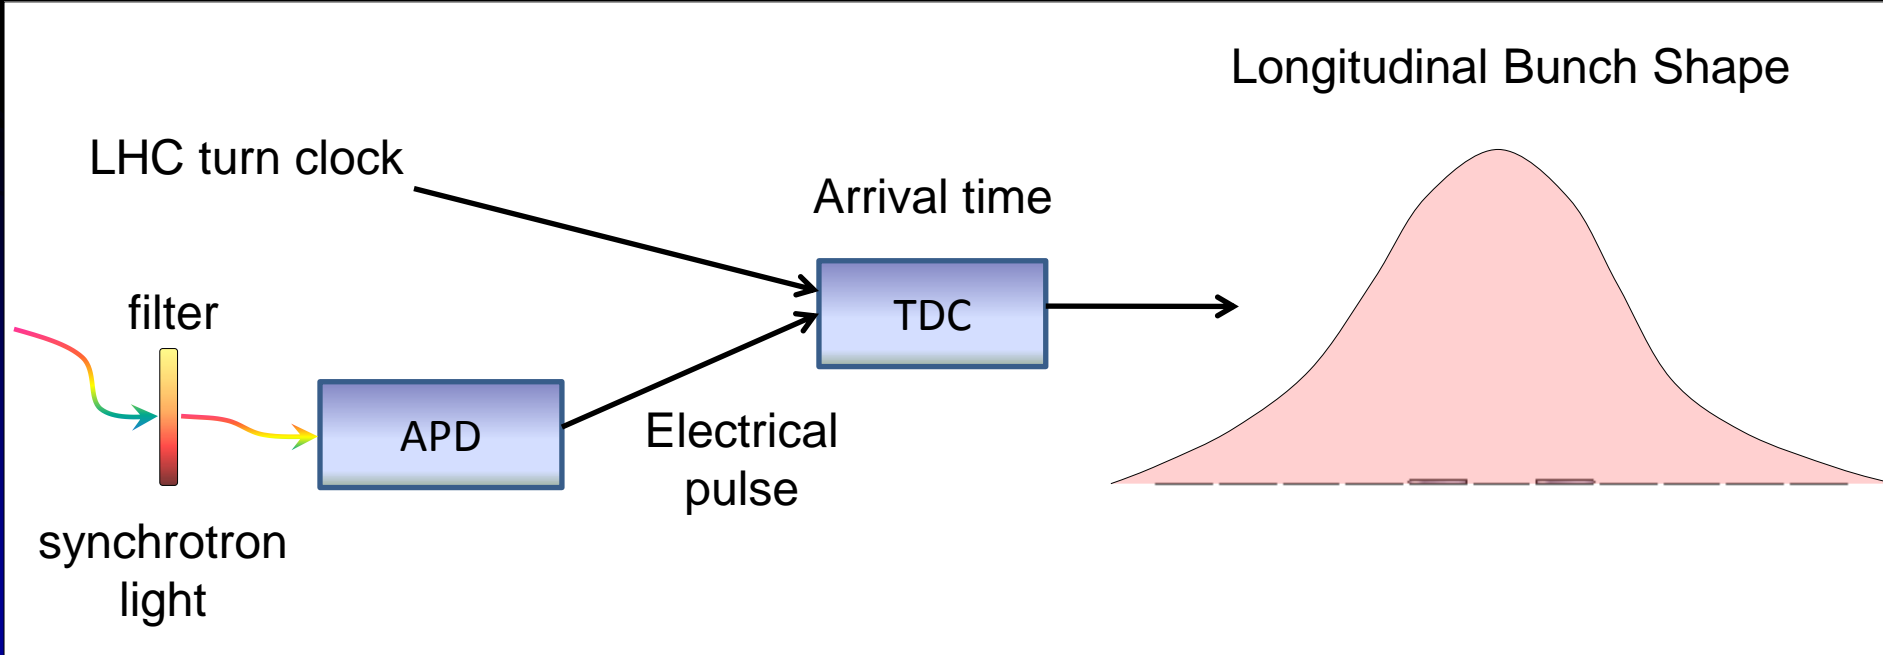 Longitudinal Bunch Shape
LHC turn clock
Arrival time
filter
TDC
APD
Electrical
pulse
synchrotron
light